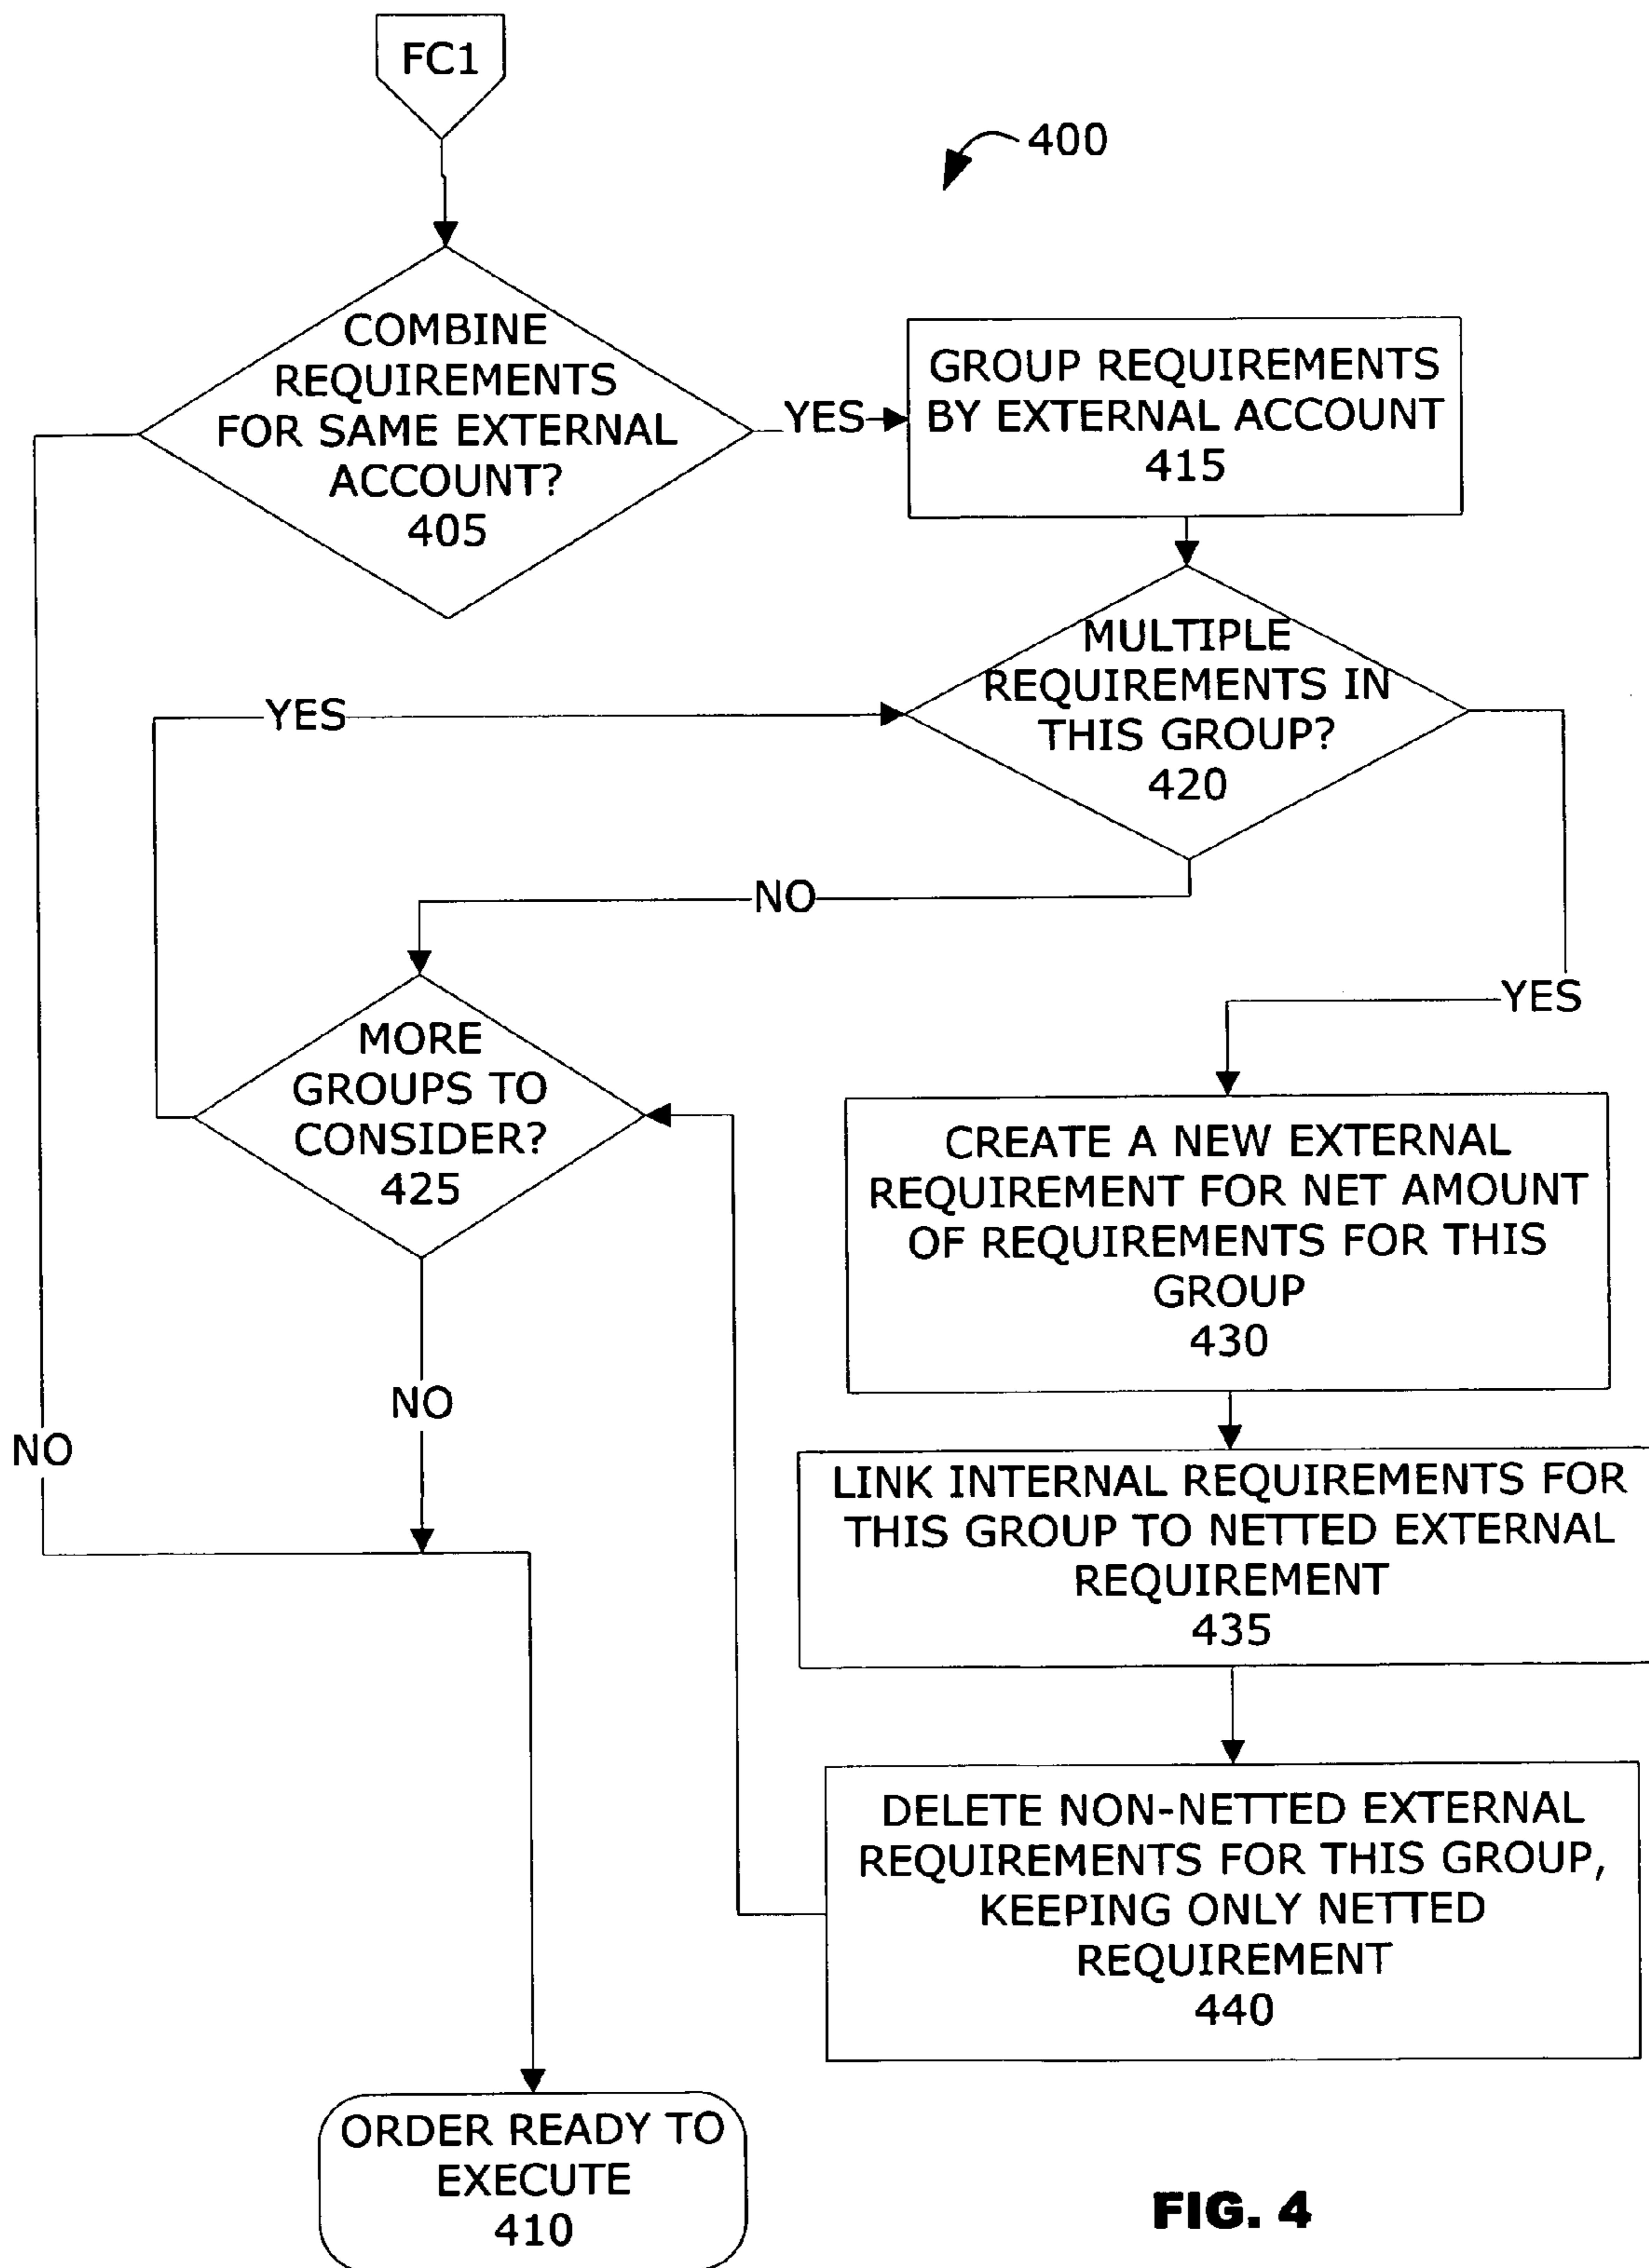 FC1
400
COMBINE
REQUIREMENTS
FOR SAME EXTERNAL
ACCOUNT?
405
YES
GROUP REQUIREMENTS
BY EXTERNAL ACCOUNT
415
MULTIPLE
REQUIREMENTS IN
THIS GROUP?
420
YES
NO
YES
MORE
GROUPS TO
CONSIDER?
425
CREATE A NEW EXTERNAL
REQUIREMENT FOR NET AMOUNT
OF REQUIREMENTS FOR THIS
GROUP
430
NO
NO
LINK INTERNAL REQUIREMENTS FOR
THIS GROUP TO NETTED EXTERNAL
REQUIREMENT
435
DELETE NON-NETTED EXTERNAL
REQUIREMENTS FOR THIS GROUP,
KEEPING ONLY NETTED
REQUIREMENT
440
ORDER READY TO
EXECUTE
410
FIG. 4